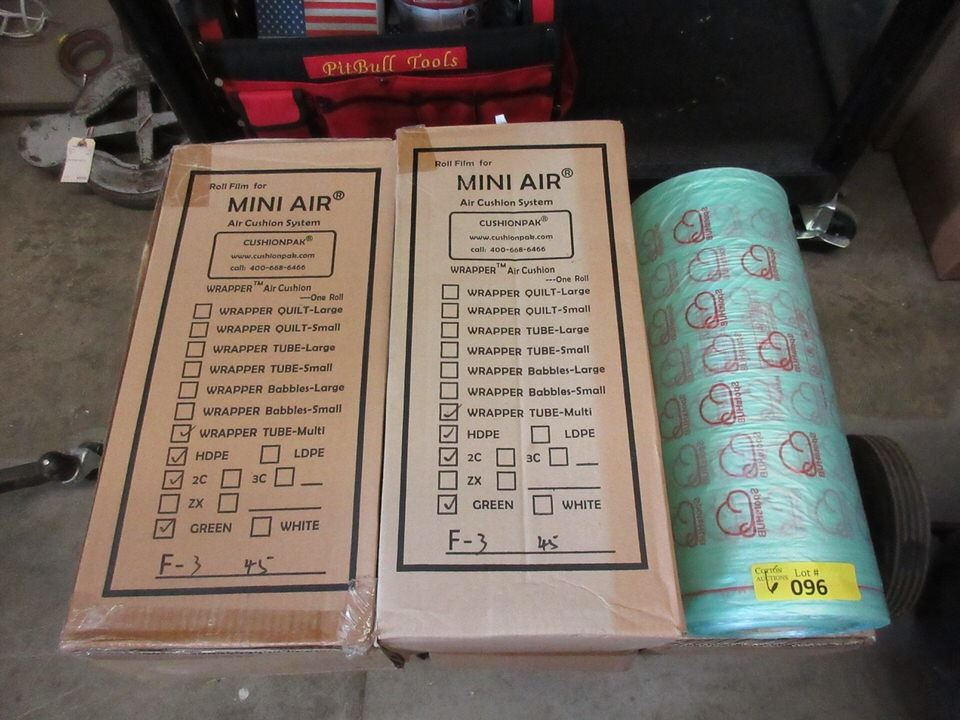 PitBull Tools
Roll Film for
MINI AIR®
Air Cushion System
CUSHIONPAK®
www.cushionpak.com
call: 400-668-6466
WRAPPER™ Air Cushion
---One Roll
WRAPPER QUILT-Large
WRAPPER QUILT-Small
WRAPPER TUBE-Large
WRAPPER TUBE-Small
WRAPPER Babbles-Large
WRAPPER Babbles-Small
WRAPPER TUBE-Multi
HDPE LDPE
2C 3C
ZX
GREEN WHITE
F-3 45
Roll Film for
MINI AIR®
Air Cushion System
CUSHIONPAK®
www.cushionpak.com
call: 400-668-6466
WRAPPER™ Air Cushion
---One Roll
WRAPPER QUILT-Large
WRAPPER QUILT-Small
WRAPPER TUBE-Large
WRAPPER TUBE-Small
WRAPPER Babbles-Large
WRAPPER Babbles-Small
WRAPPER TUBE-Multi
HDPE LDPE
2C 3C
ZX
GREEN WHITE
F-3 45
COTTON
AUCTIONS
6
Lot #
096